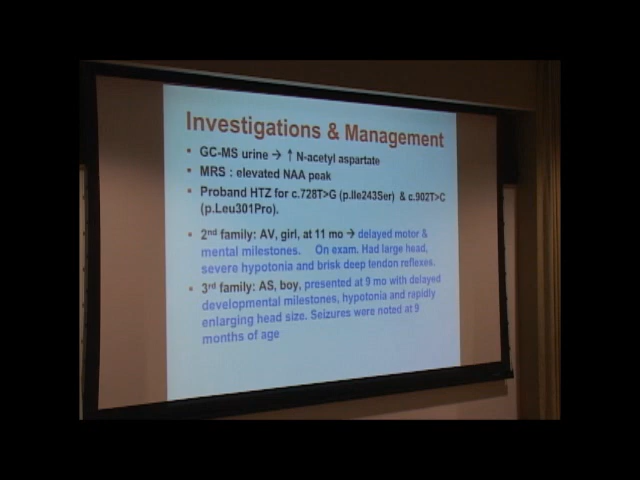 Investigations & Management
• GC-MS urine → ↑ N-acetyl aspartate
• MRS : elevated NAA peak
• Proband HTZ for c.728T>G (p.Ile243Ser) & c.902T>C
(p.Leu301Pro).
• 2nd family: AV, girl, at 11 mo → delayed motor &
mental milestones. On exam. Had large head,
severe hypotonia and brisk deep tendon reflexes.
• 3rd family: AS, boy, presented at 9 mo with delayed
developmental milestones, hypotonia and rapidly
enlarging head size. Seizures were noted at 9
months of age